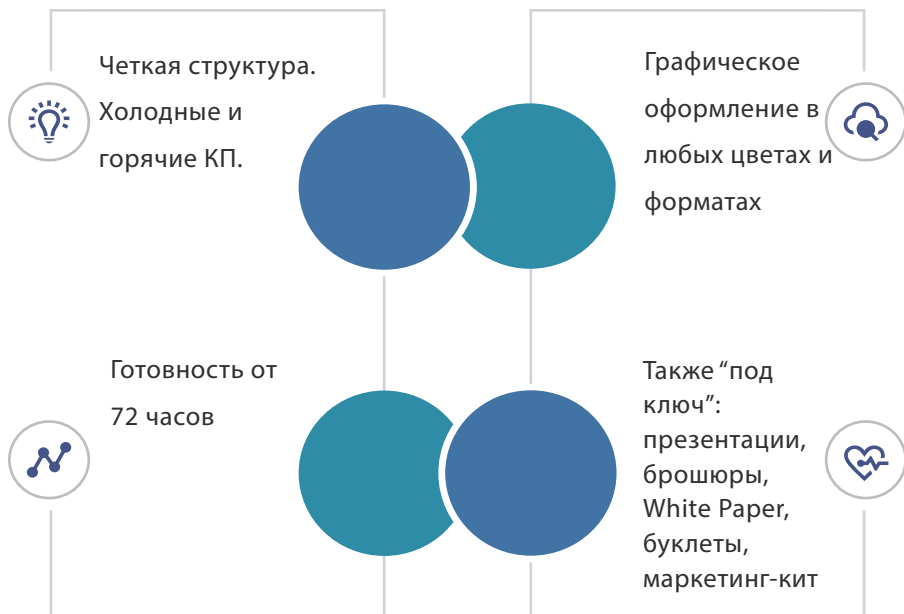 Четкая структура.
Холодные и
горячие КП.
Графическое
оформление в
любых цветах и
форматах
Готовность от
72 часов
Также “под
ключ”:
презентации,
брошюры,
White Paper,
буклеты,
маркетинг-кит